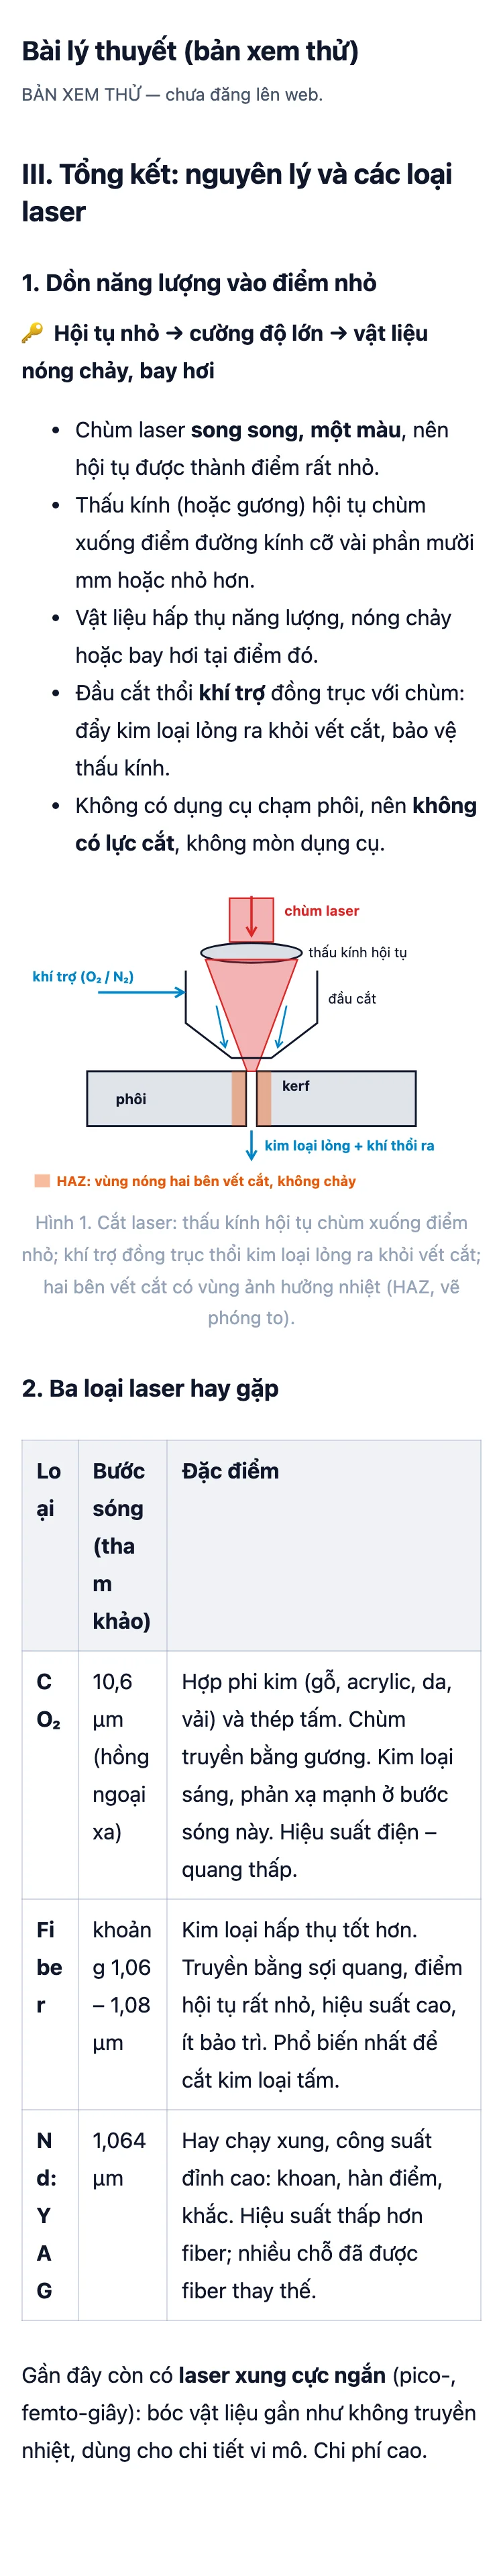 Bài lý thuyết (bản xem thử)
BẢN XEM THỬ — chưa đăng lên web.
III. Tổng kết: nguyên lý và các loại
laser
1. Dồn năng lượng vào điểm nhỏ
🔑 Hội tụ nhỏ → cường độ lớn → vật liệu
nóng chảy, bay hơi
• Chùm laser song song, một màu, nên
hội tụ được thành điểm rất nhỏ.
• Thấu kính (hoặc gương) hội tụ chùm
xuống điểm đường kính cỡ vài phần mười
mm hoặc nhỏ hơn.
• Vật liệu hấp thụ năng lượng, nóng chảy
hoặc bay hơi tại điểm đó.
• Đầu cắt thổi khí trợ đồng trục với chùm:
đẩy kim loại lỏng ra khỏi vết cắt, bảo vệ
thấu kính.
• Không có dụng cụ chạm phôi, nên không
có lực cắt, không mòn dụng cụ.
chùm laser
thấu kính hội tụ
khí trợ (O₂ / N₂)
đầu cắt
phôi
kerf
kim loại lỏng + khí thổi ra
HAZ: vùng nóng hai bên vết cắt, không chảy
Hình 1. Cắt laser: thấu kính hội tụ chùm xuống điểm
nhỏ; khí trợ đồng trục thổi kim loại lỏng ra khỏi vết cắt;
hai bên vết cắt có vùng ảnh hưởng nhiệt (HAZ, vẽ
phóng to).
2. Ba loại laser hay gặp
Lo
ại
Bước
sóng
(tha
m
khảo)
Đặc điểm
C
O₂
10,6
µm
(hồng
ngoại
xa)
Hợp phi kim (gỗ, acrylic, da,
vải) và thép tấm. Chùm
truyền bằng gương. Kim loại
sáng, phản xạ mạnh ở bước
sóng này. Hiệu suất điện –
quang thấp.
Fi
be
r
khoản
g 1,06
– 1,08
µm
Kim loại hấp thụ tốt hơn.
Truyền bằng sợi quang, điểm
hội tụ rất nhỏ, hiệu suất cao,
ít bảo trì. Phổ biến nhất để
cắt kim loại tấm.
N
d:
Y
A
G
1,064
µm
Hay chạy xung, công suất
đỉnh cao: khoan, hàn điểm,
khắc. Hiệu suất thấp hơn
fiber; nhiều chỗ đã được
fiber thay thế.
Gần đây còn có laser xung cực ngắn (pico-,
femto-giây): bóc vật liệu gần như không truyền
nhiệt, dùng cho chi tiết vi mô. Chi phí cao.